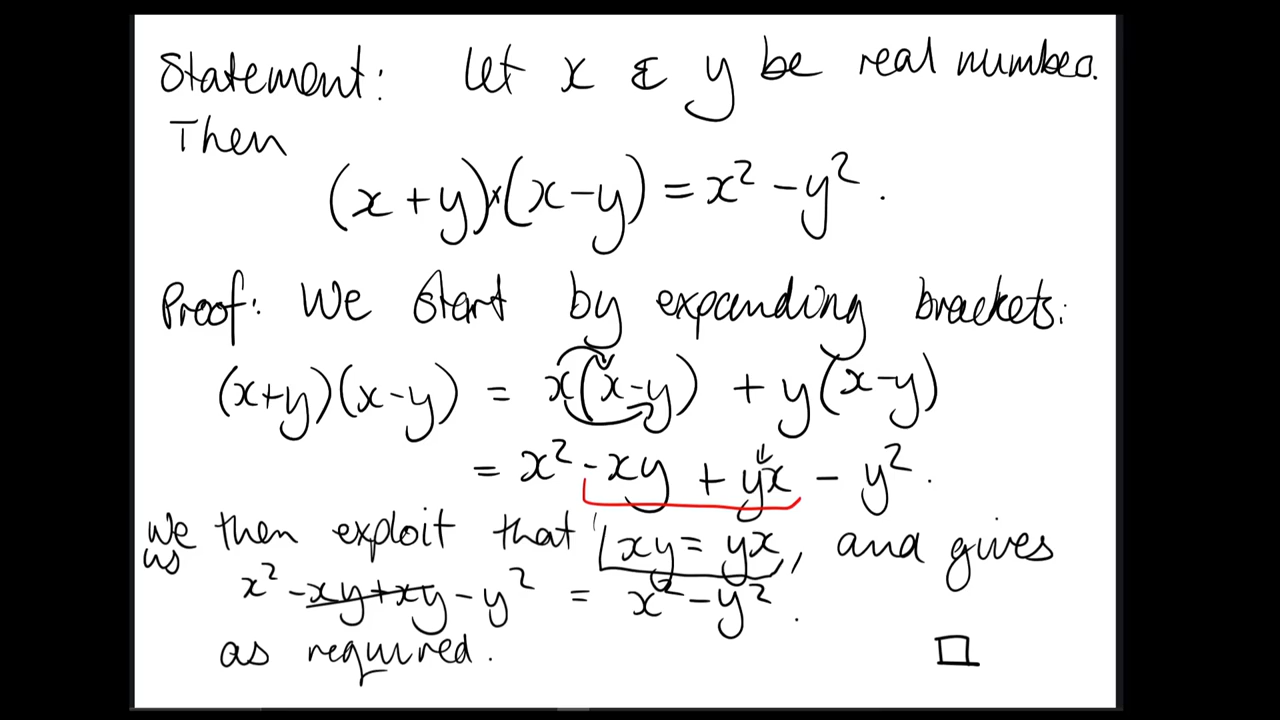 Statement: Let x & y be real number.
Then
(x+y)×(x-y) = x² - y².
Proof: We start by expanding brackets:
(x+y)(x-y) = x(x-y) + y(x-y)
= x² - xy + yx - y².
We then exploit that xy = yx, and gives
us
x² - xy + xy - y² = x² - y².
as required. □